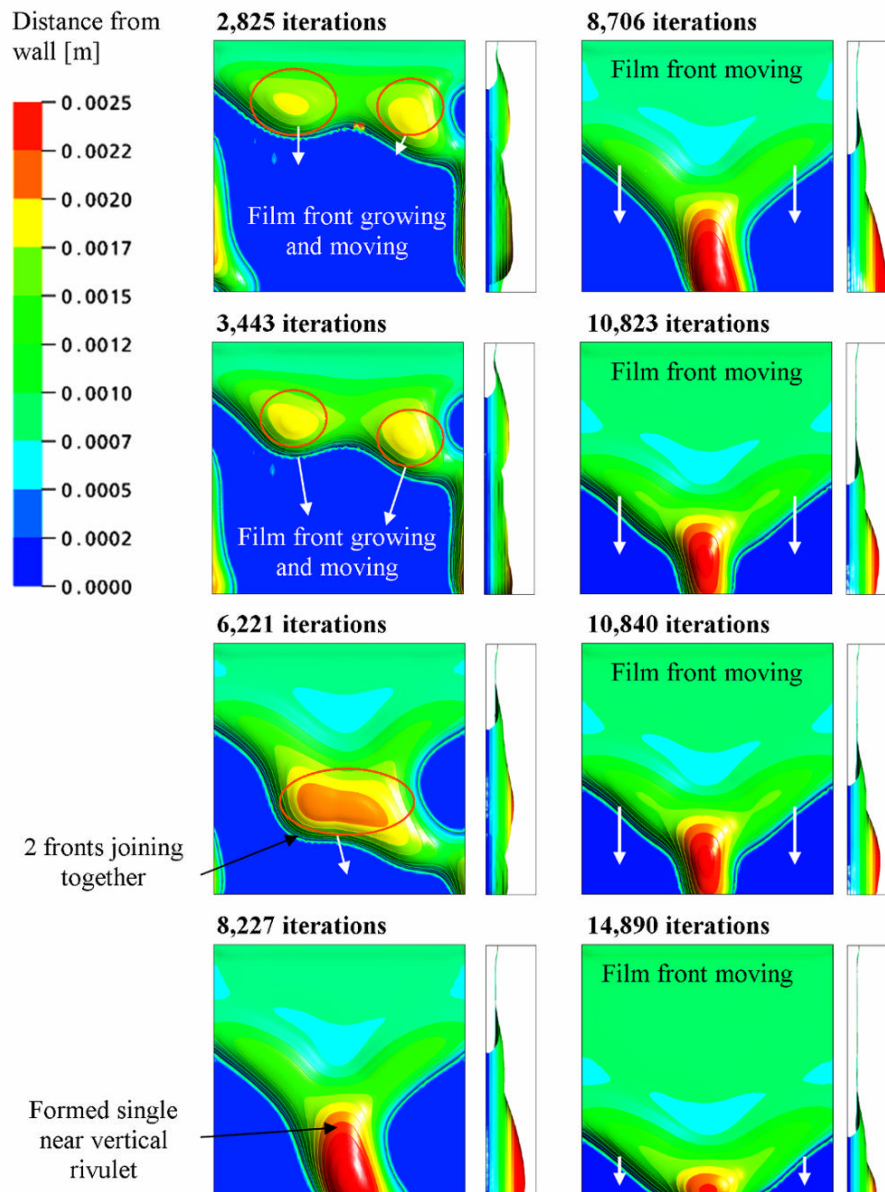 Distance from
wall [m]
0.0025
0.0022
0.0020
0.0017
0.0015
0.0012
0.0010
0.0007
0.0005
0.0002
0.0000
2,825 iterations
Film front growing
and moving
3,443 iterations
Film front growing
and moving
6,221 iterations
2 fronts joining
together
8,227 iterations
Formed single
near vertical
rivulet
8,706 iterations
Film front moving
10,823 iterations
Film front moving
10,840 iterations
Film front moving
14,890 iterations
Film front moving